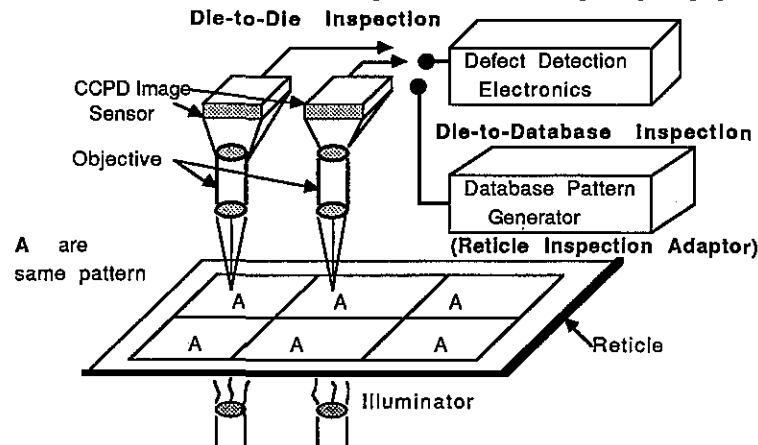 Die-to-Die Inspection
CCPD Image
Sensor
Defect Detection
Electronics
Die-to-Database Inspection
Objective
Database Pattern
Generator
(Reticle Inspection Adaptor)
A are
same pattern
A A A
A A A
Reticle
Illuminator